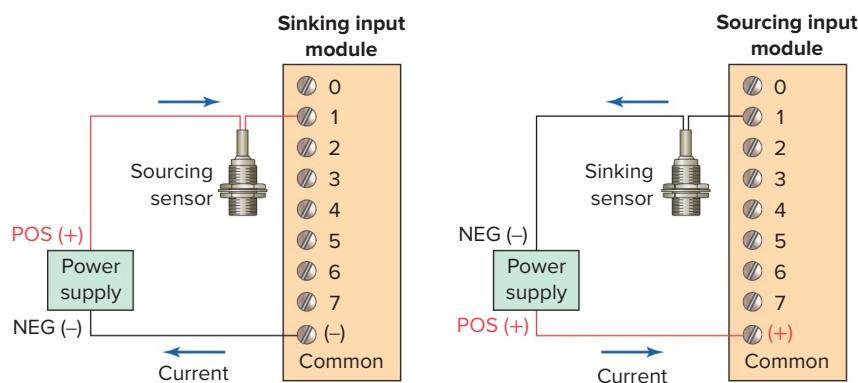 Sinking input
module
0
1
2
3
4
5
6
7
(–)
Common
Sourcing
sensor
POS (+)
Power
supply
NEG (–)
Current
Sourcing input
module
0
1
2
3
4
5
6
7
(+)
Common
Sinking
sensor
NEG (–)
Power
supply
POS (+)
Current